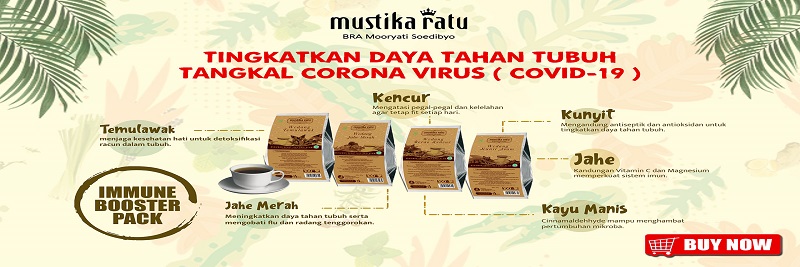 mustika ratu
BRA Mooryati Soedibyo
TINGKATKAN DAYA TAHAN TUBUH
TANGKAL CORONA VIRUS ( COVID-19 )
Temulawak
menjaga kesehatan hati untuk detoksifikasi
racun dalam tubuh.
Kencur
Mengatasi pegal-pegal dan kelelahan
agar tetap fit setiap hari.
Kunyit
Mengandung antiseptik dan antioksidan untuk
tingkatkan daya tahan tubuh.
Jahe
Kandungan Vitamin C dan Magnesium
memperkuat sistem imun.
Kayu Manis
Cinnamaldehhyde mampu menghambat
pertumbuhan mikroba.
Jahe Merah
Meningkatkan daya tahan tubuh serta
mengobati flu dan radang tenggorokan.
IMMUNE
BOOSTER
PACK
BUY NOW